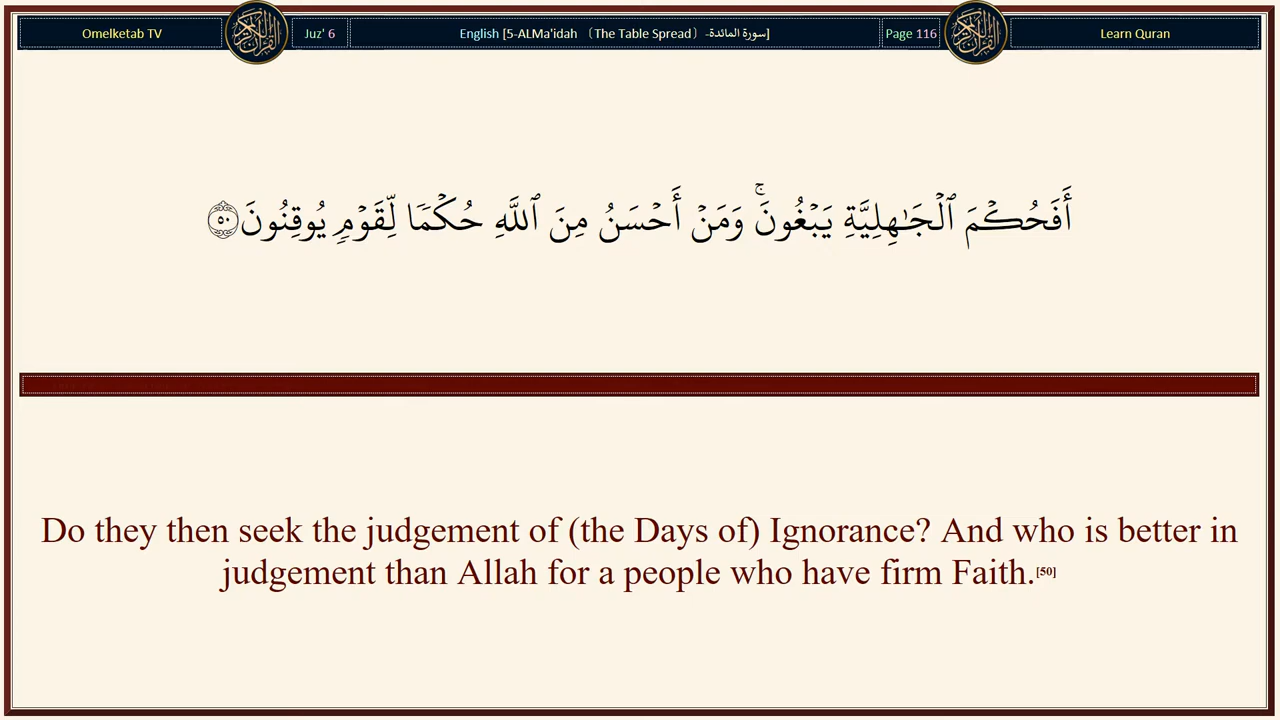 Omelketab TV
Juz' 6
English [5-ALMa'idah （The Table Spread）-سورة المائدة]
Page 116
Learn Quran
أَفَحُكۡمَ ٱلۡجَٰهِلِيَّةِ يَبۡغُونَۚ وَمَنۡ أَحۡسَنُ مِنَ ٱللَّهِ حُكۡمٗا لِّقَوۡمٖ يُوقِنُونَ ٥٠
Do they then seek the judgement of (the Days of) Ignorance? And who is better in
judgement than Allah for a people who have firm Faith.[50]